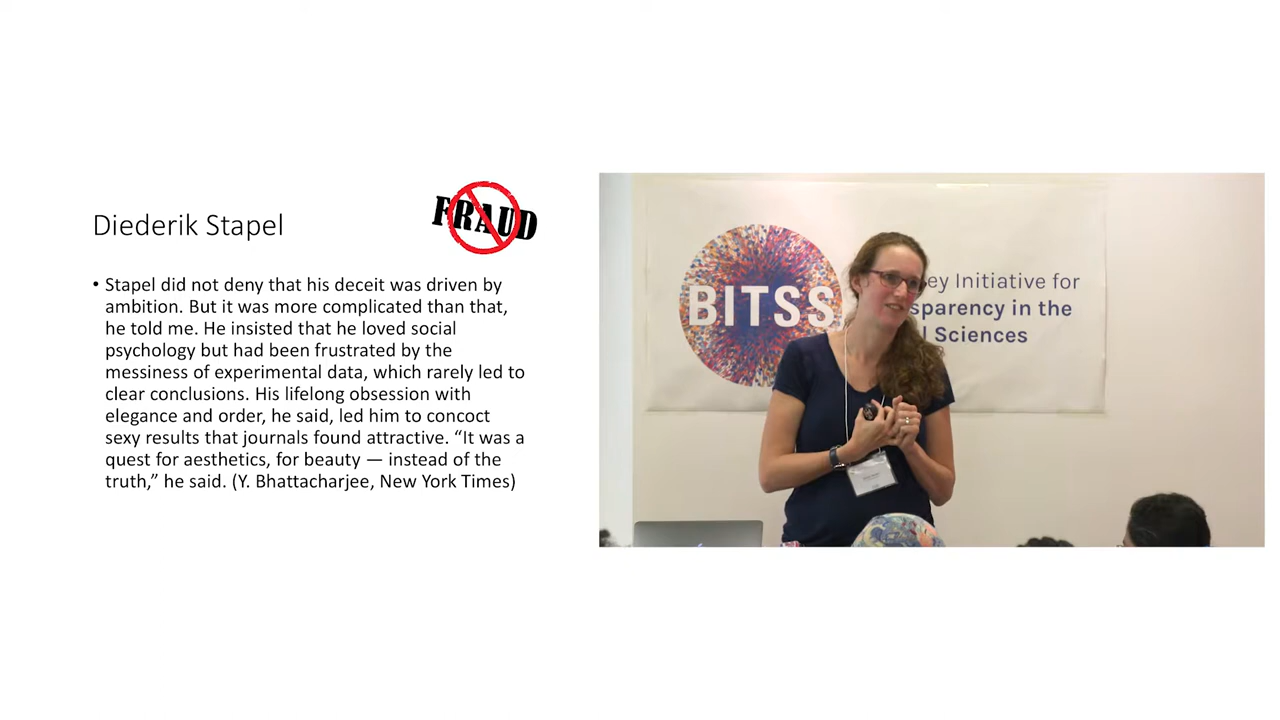 Diederik Stapel
FRAUD
• Stapel did not deny that his deceit was driven by
ambition. But it was more complicated than that,
he told me. He insisted that he loved social
psychology but had been frustrated by the
messiness of experimental data, which rarely led to
clear conclusions. His lifelong obsession with
elegance and order, he said, led him to concoct
sexy results that journals found attractive. “It was a
quest for aesthetics, for beauty — instead of the
truth,” he said. (Y. Bhattacharjee, New York Times)
BITSS
ey Initiative for
sparency in the
l Sciences